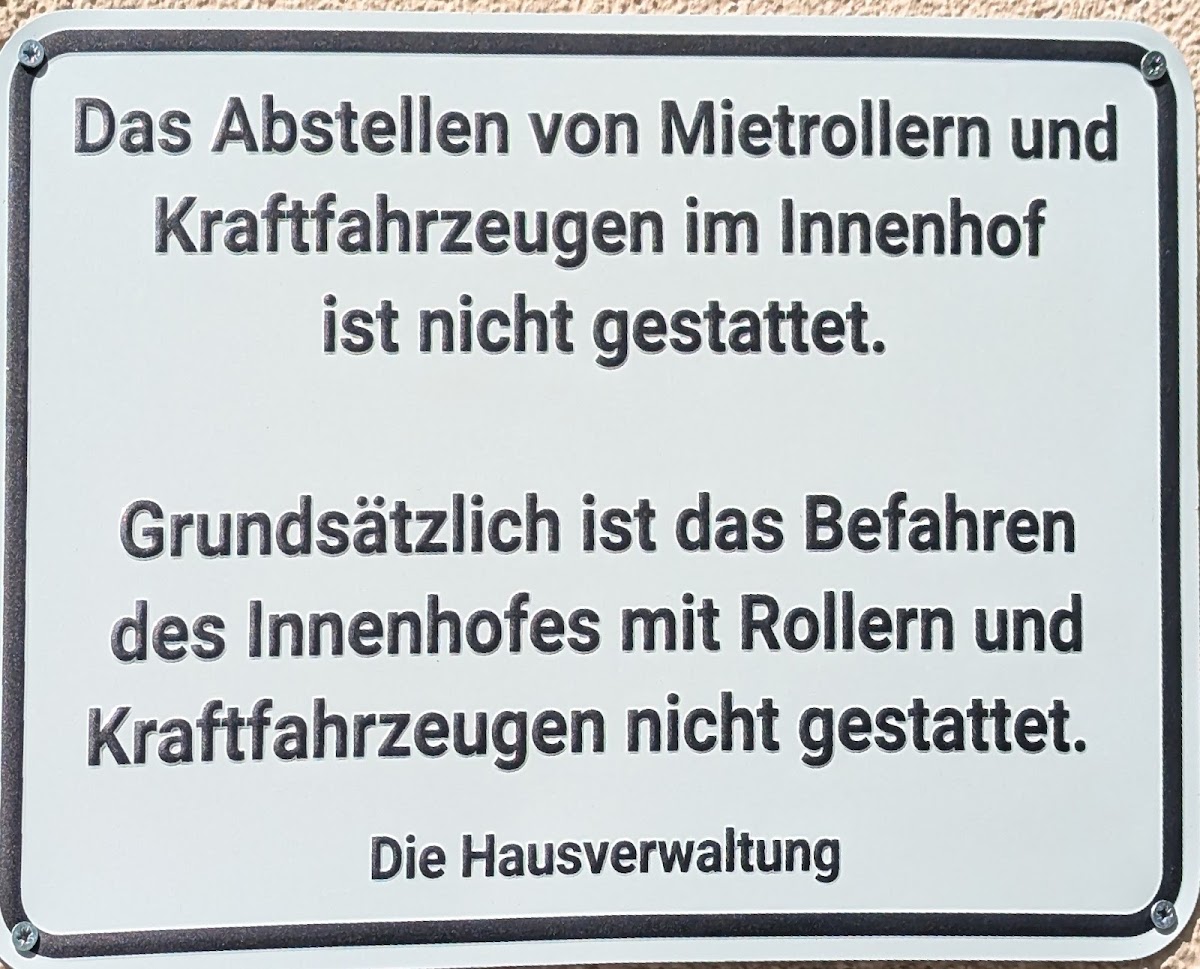 Das Abstellen von Mietrollern und
Kraftfahrzeugen im Innenhof
ist nicht gestattet.
Grundsätzlich ist das Befahren
des Innenhofes mit Rollern und
Kraftfahrzeugen nicht gestattet.
Die Hausverwaltung